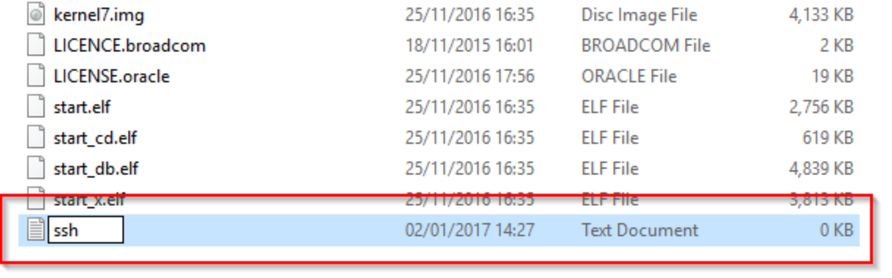 kernel7.img 25/11/2016 16:35 Disc Image File 4,133 KB
LICENCE.broadcom 18/11/2015 16:01 BROADCOM File 2 KB
LICENSE.oracle 25/11/2016 17:56 ORACLE File 19 KB
start.elf 25/11/2016 16:35 ELF File 2,756 KB
start_cd.elf 25/11/2016 16:35 ELF File 619 KB
start_db.elf 25/11/2016 16:35 ELF File 4,839 KB
start_x.elf 25/11/2016 16:35 ELF File 3,813 KB
ssh 02/01/2017 14:27 Text Document 0 KB